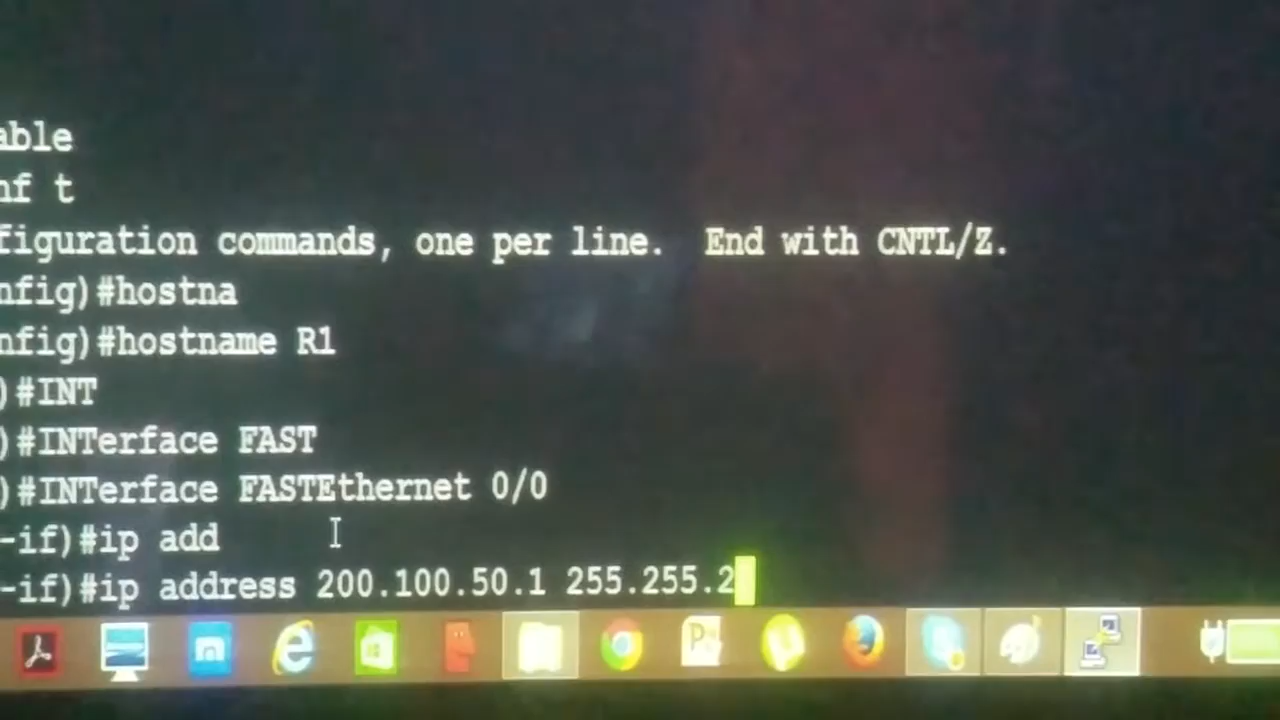 able
nf t
figuration commands, one per line.  End with CNTL/Z.
nfig)#hostna
nfig)#hostname R1
)#INT
)#INTerface FAST
)#INTerface FASTEthernet 0/0
-if)#ip add
-if)#ip address 200.100.50.1 255.255.2